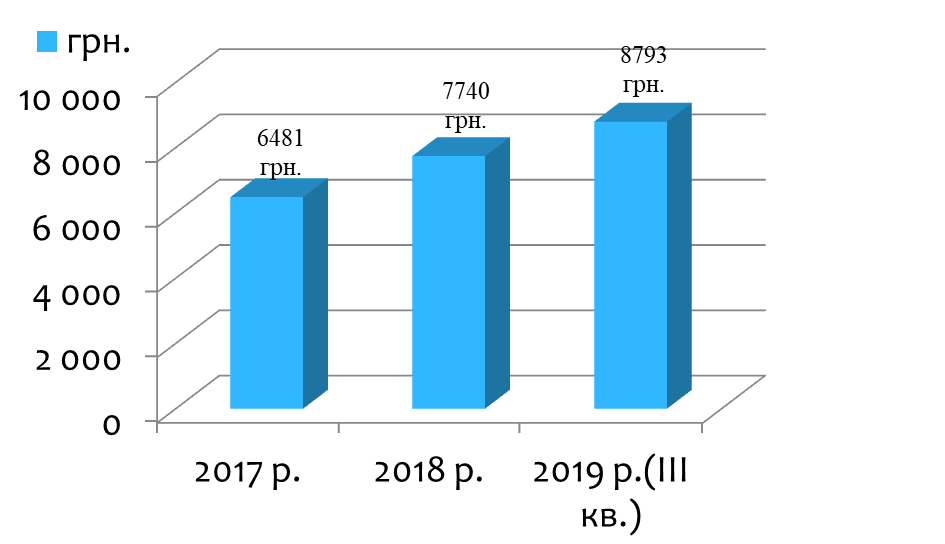 грн.
10 000
8 000
6 000
4 000
2 000
0
6481
грн.
7740
грн.
8793
грн.
2017 р.
2018 р.
2019 р.(III
кв.)